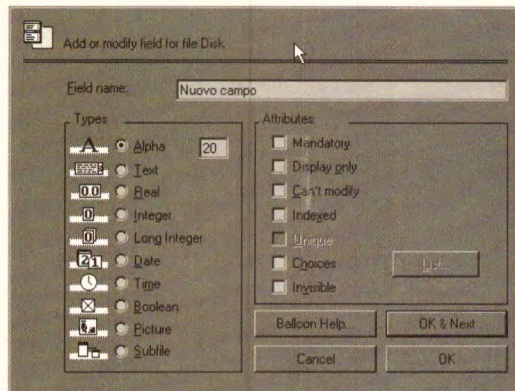 Add or modify field for file Disk
Field name: Nuovo campo
Types
Alpha 20
Text
Real
Integer
Long Integer
Date
Time
Boolean
Picture
Subfile
Attributes:
Mandatory
Display only
Can't modify
Indexed
Unique
Choices List...
Invisible
Balloon Help... OK & Next
Cancel OK